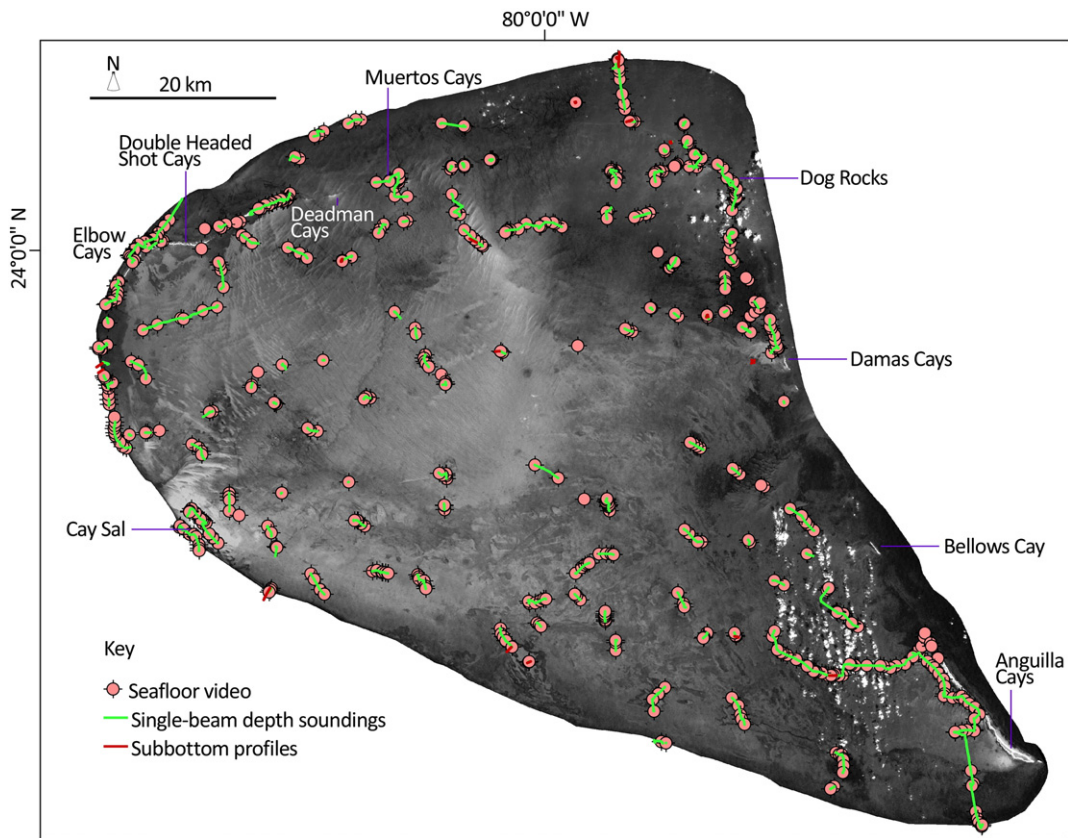 80°0'0" W
N
20 km
Muertos Cays
Double Headed
Shot Cays
Dog Rocks
Deadman
Cays
Elbow
Cays
24°0'0" N
Damas Cays
Cay Sal
Bellows Cay
Anguilla
Cays
Key
Seafloor video
Single-beam depth soundings
Subbottom profiles